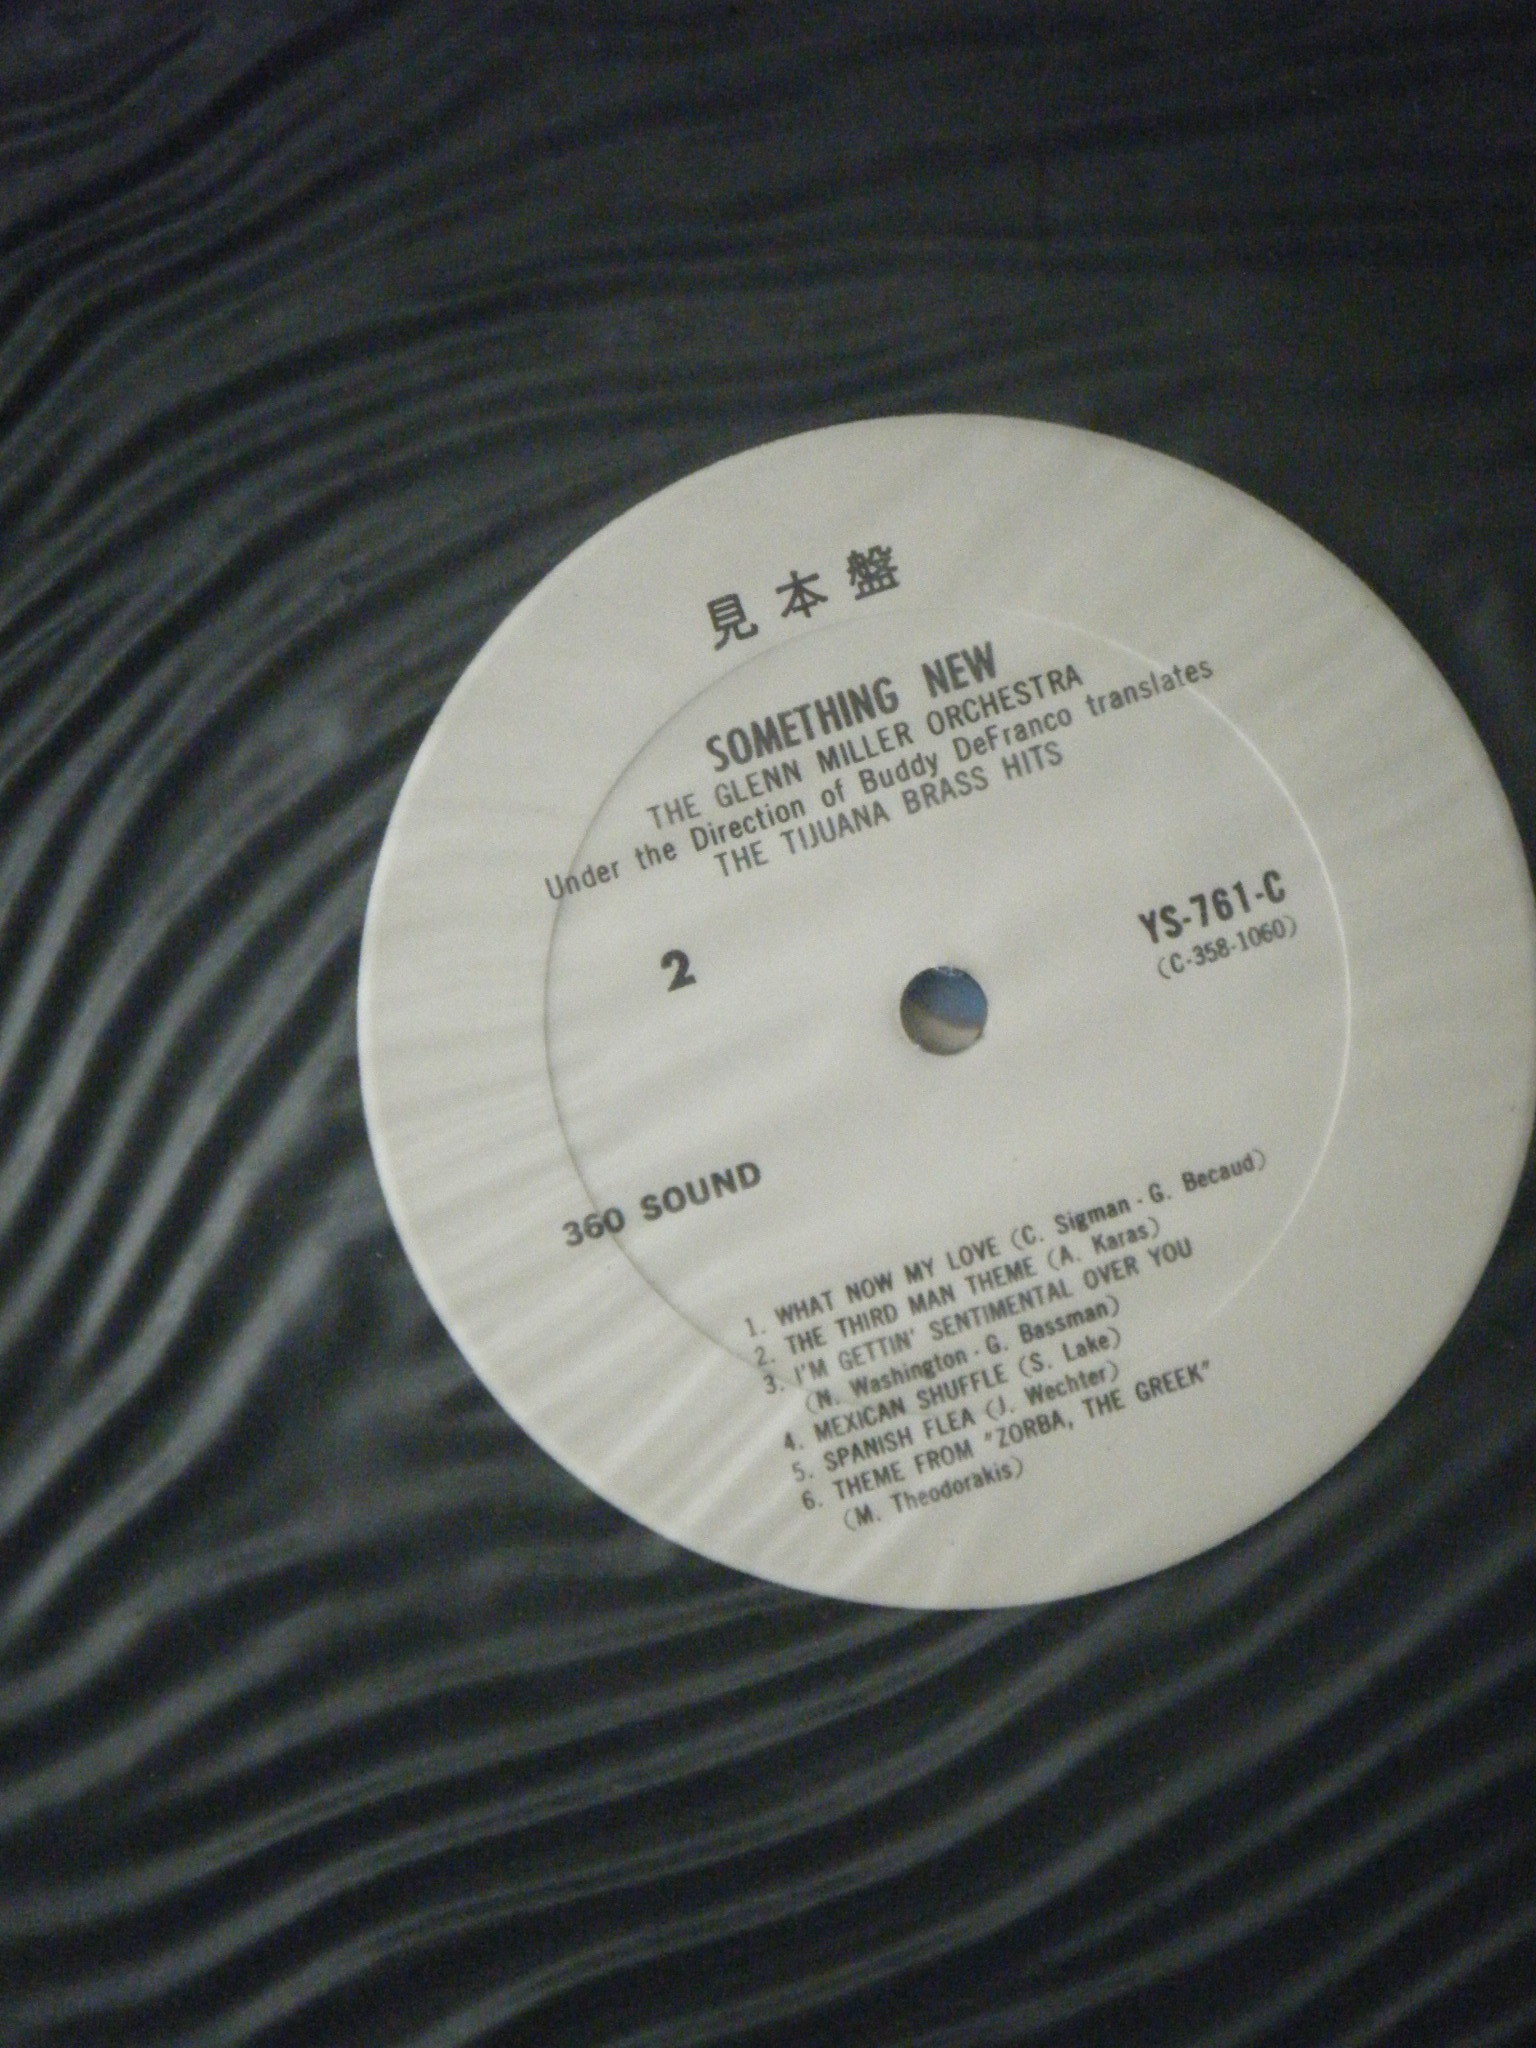 見本盤
SOMETHING NEW
THE GLENN MILLER ORCHESTRA
Under the Direction of Buddy DeFranco translates
THE TIJUANA BRASS HITS
2
YS-761-C
(C-358-1060)
360 SOUND
1. WHAT NOW MY LOVE (C. Sigman - G. Becaud)
2. THE THIRD MAN THEME (A. Karas)
3. I'M GETTIN' SENTIMENTAL OVER YOU
(N. Washington - G. Bassman)
4. MEXICAN SHUFFLE (S. Lake)
5. SPANISH FLEA (J. Wechter)
6. THEME FROM "ZORBA, THE GREEK"
(M. Theodorakis)